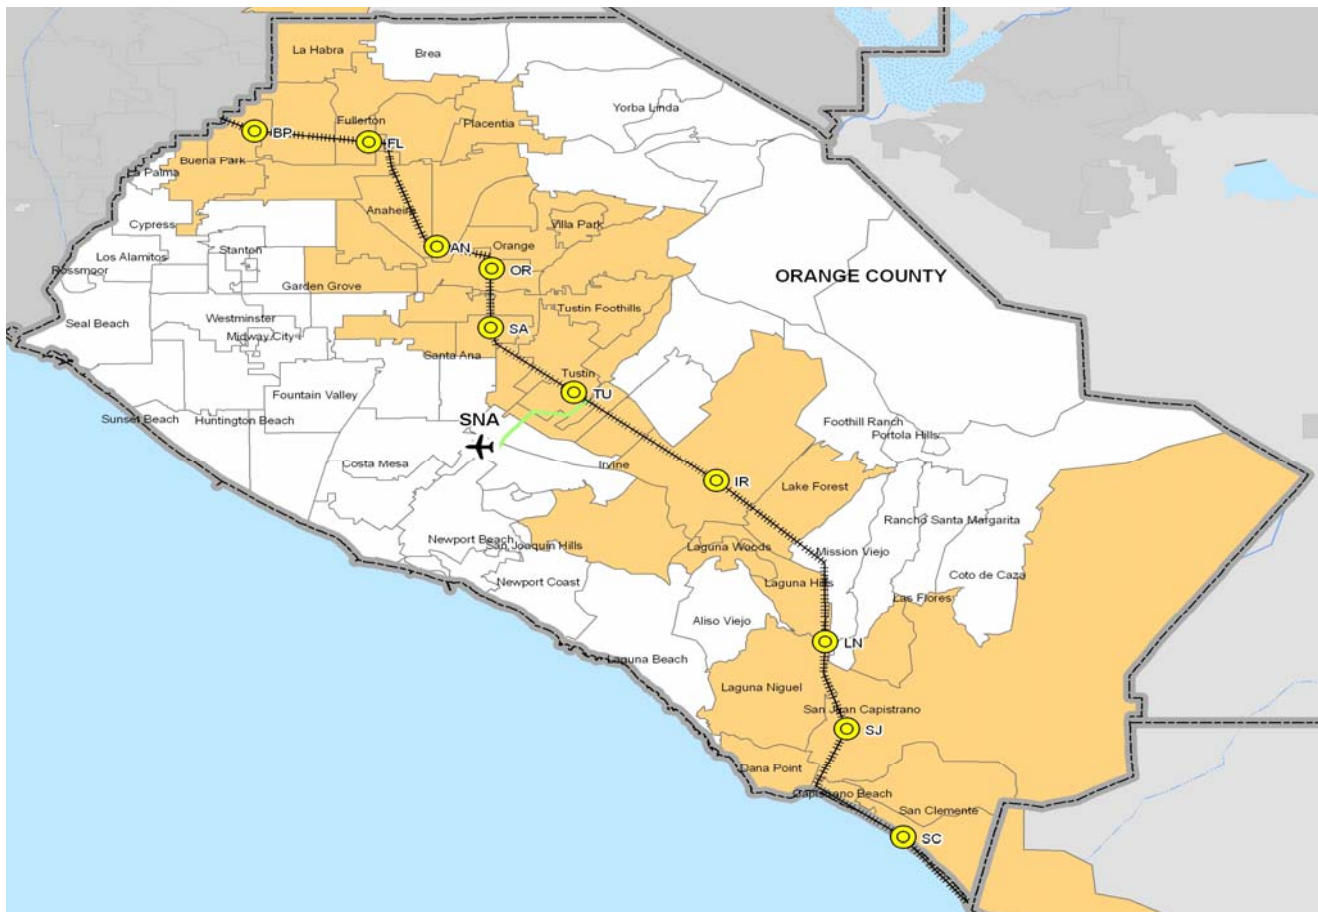 La Habra
Brea
Yorba Linda
Fullerton
Placentia
BP
FL
Buena Park
La Palma
Anaheim
Cypress
Villa Park
Stanton
AN
Orange
Los Alamitos
Rossmoor
OR
ORANGE COUNTY
Garden Grove
Tustin Foothills
Seal Beach
Westminster
SA
Midway City
Santa Ana
Tustin
Fountain Valley
TU
Sunset Beach
Huntington Beach
SNA
Foothill Ranch
Portola Hills
Costa Mesa
Irvine
IR
Lake Forest
Rancho Santa Margarita
Newport Beach
San Joaquin Hills
Laguna Woods
Mission Viejo
Newport Coast
Laguna Hills
Coto de Caza
Las Flores
Aliso Viejo
LN
Laguna Beach
Laguna Niguel
San Juan Capistrano
SJ
Dana Point
Capistrano Beach
San Clemente
SC